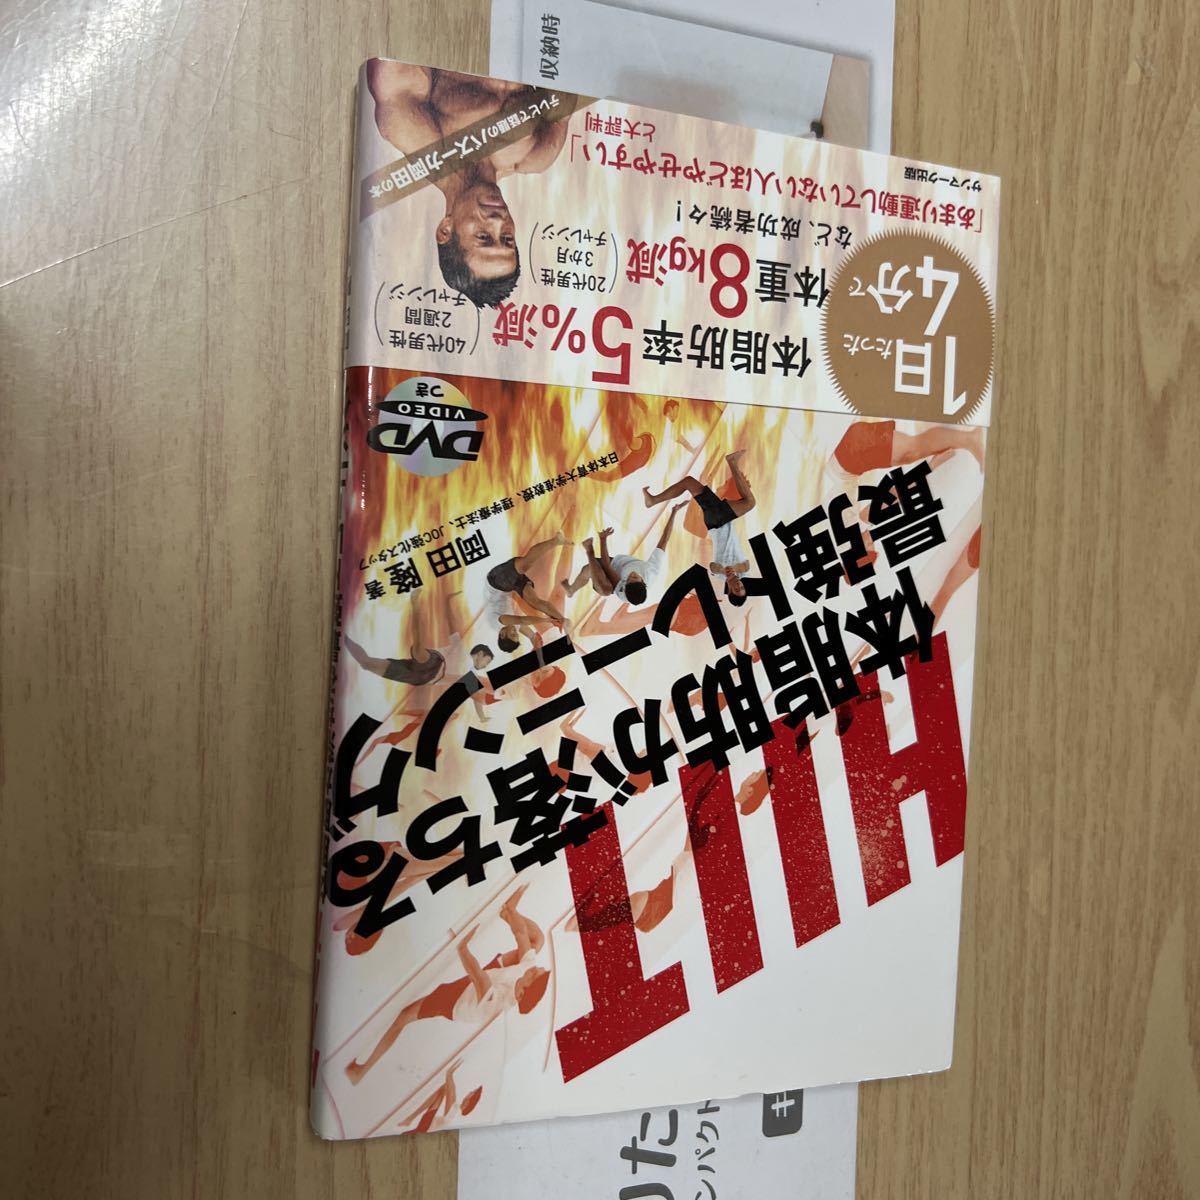 HIIT
体脂肪が落ちる
最強トレーニング
岡田 隆 著
日本体育大学准教授、理学療法士、JOC強化スタッフ
DVD
VIDEO
つき
1日たった
4分で
体脂肪率5%減
(40代男性
2週間
チャレンジ)
体重8kg減
(20代男性
3か月
チャレンジ)
など、成功者続々!
「あまり運動していない人ほどやせやすい」
と大評判
テレビで話題のバズーカ岡田の本
サンマーク出版
収納時
りた
ンパクト